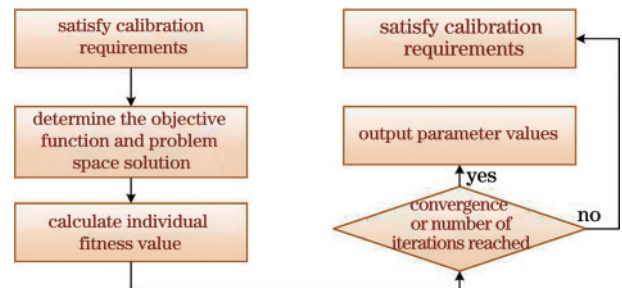 satisfy calibration
requirements
determine the objective
function and problem
space solution
calculate individual
fitness value
satisfy calibration
requirements
output parameter values
yes
convergence
or number of
iterations reached
no